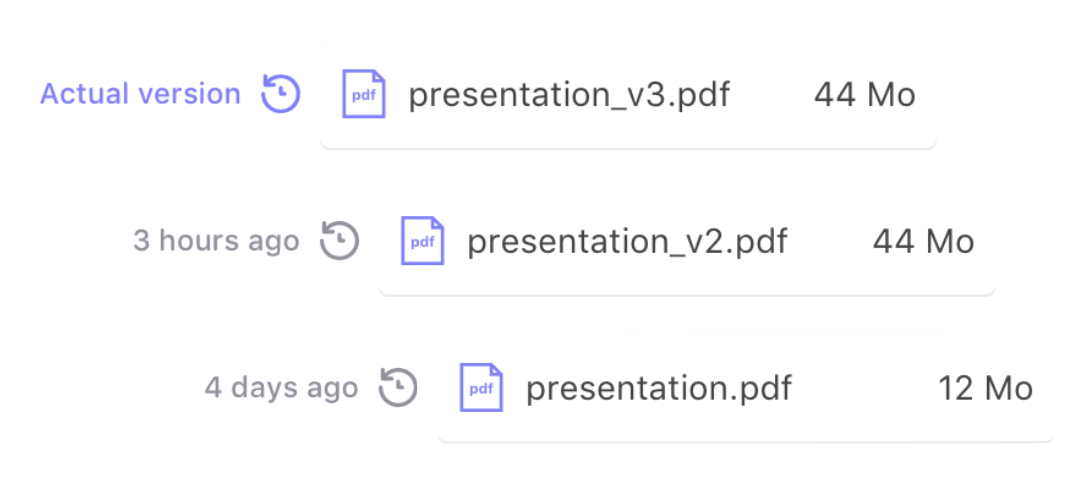 Actual version pdf presentation_v3.pdf 44 Mo
3 hours ago pdf presentation_v2.pdf 44 Mo
4 days ago pdf presentation.pdf 12 Mo